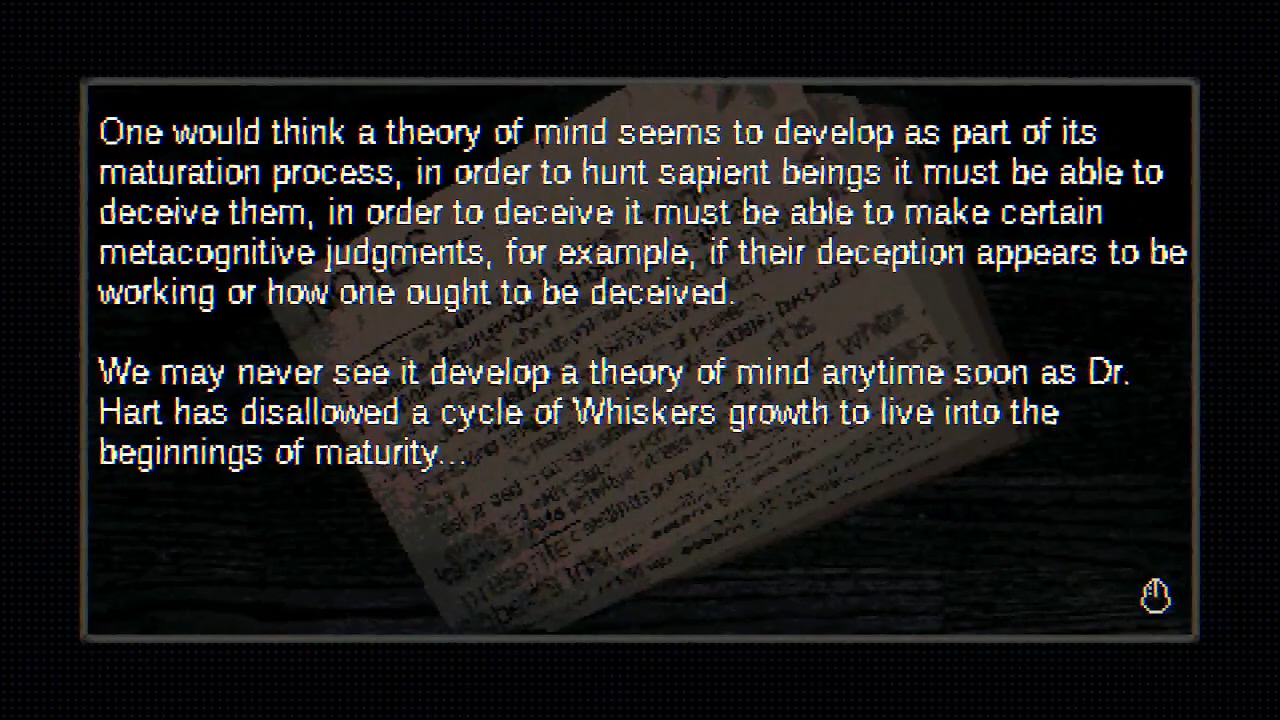 One would think a theory of mind seems to develop as part of its
maturation process, in order to hunt sapient beings it must be able to
deceive them, in order to deceive it must be able to make certain
metacognitive judgments, for example, if their deception appears to be
working or how one ought to be deceived.
We may never see it develop a theory of mind anytime soon as Dr.
Hart has disallowed a cycle of Whiskers growth to live into the
beginnings of maturity...